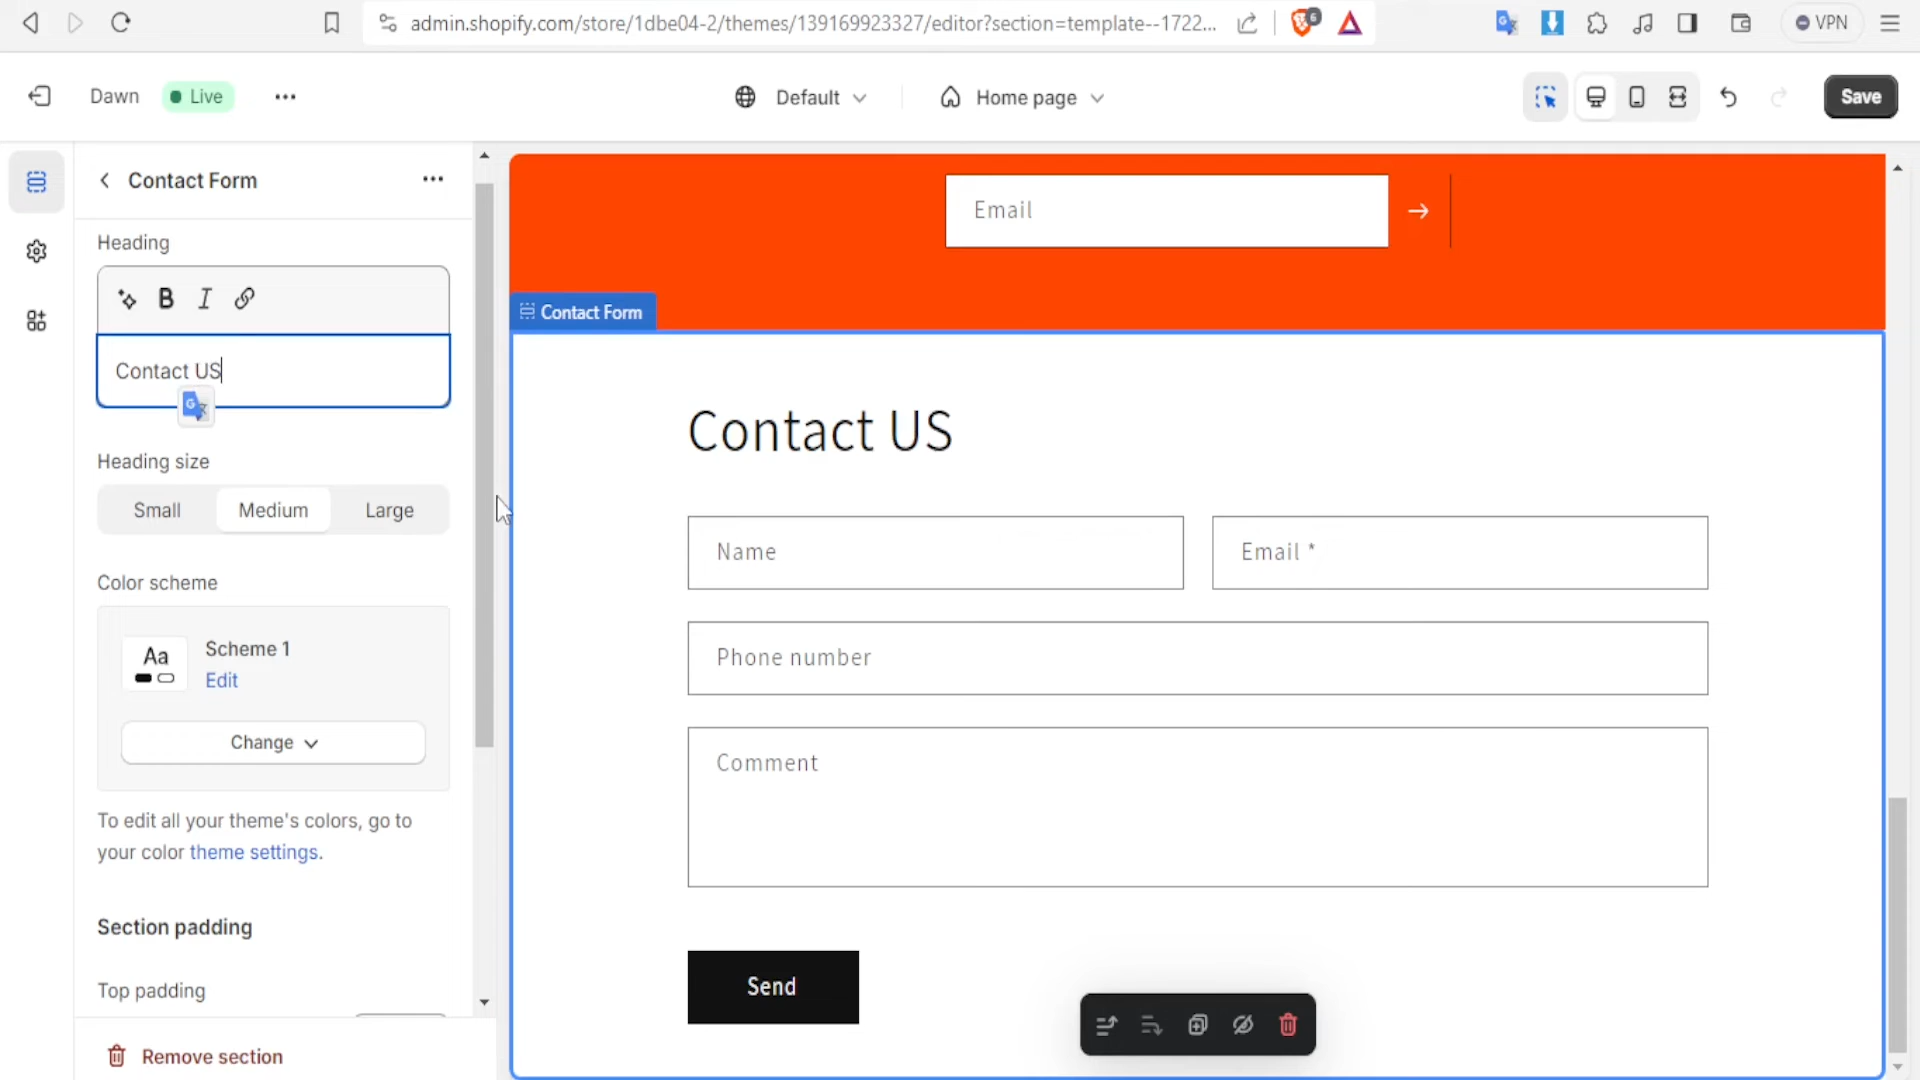 admin.shopify.com/store/1dbe04-2/themes/139169923327/editor?section=template--1722...
6
VPN
Dawn
Live
Default
Home page
Save
Contact Form
Heading
B I
Contact US
Heading size
Small
Medium
Large
Color scheme
Aa
Scheme 1
Edit
Change
To edit all your theme's colors, go to
your color theme settings.
Section padding
Top padding
Remove section
Email
Contact Form
Contact US
Name
Email *
Phone number
Comment
Send